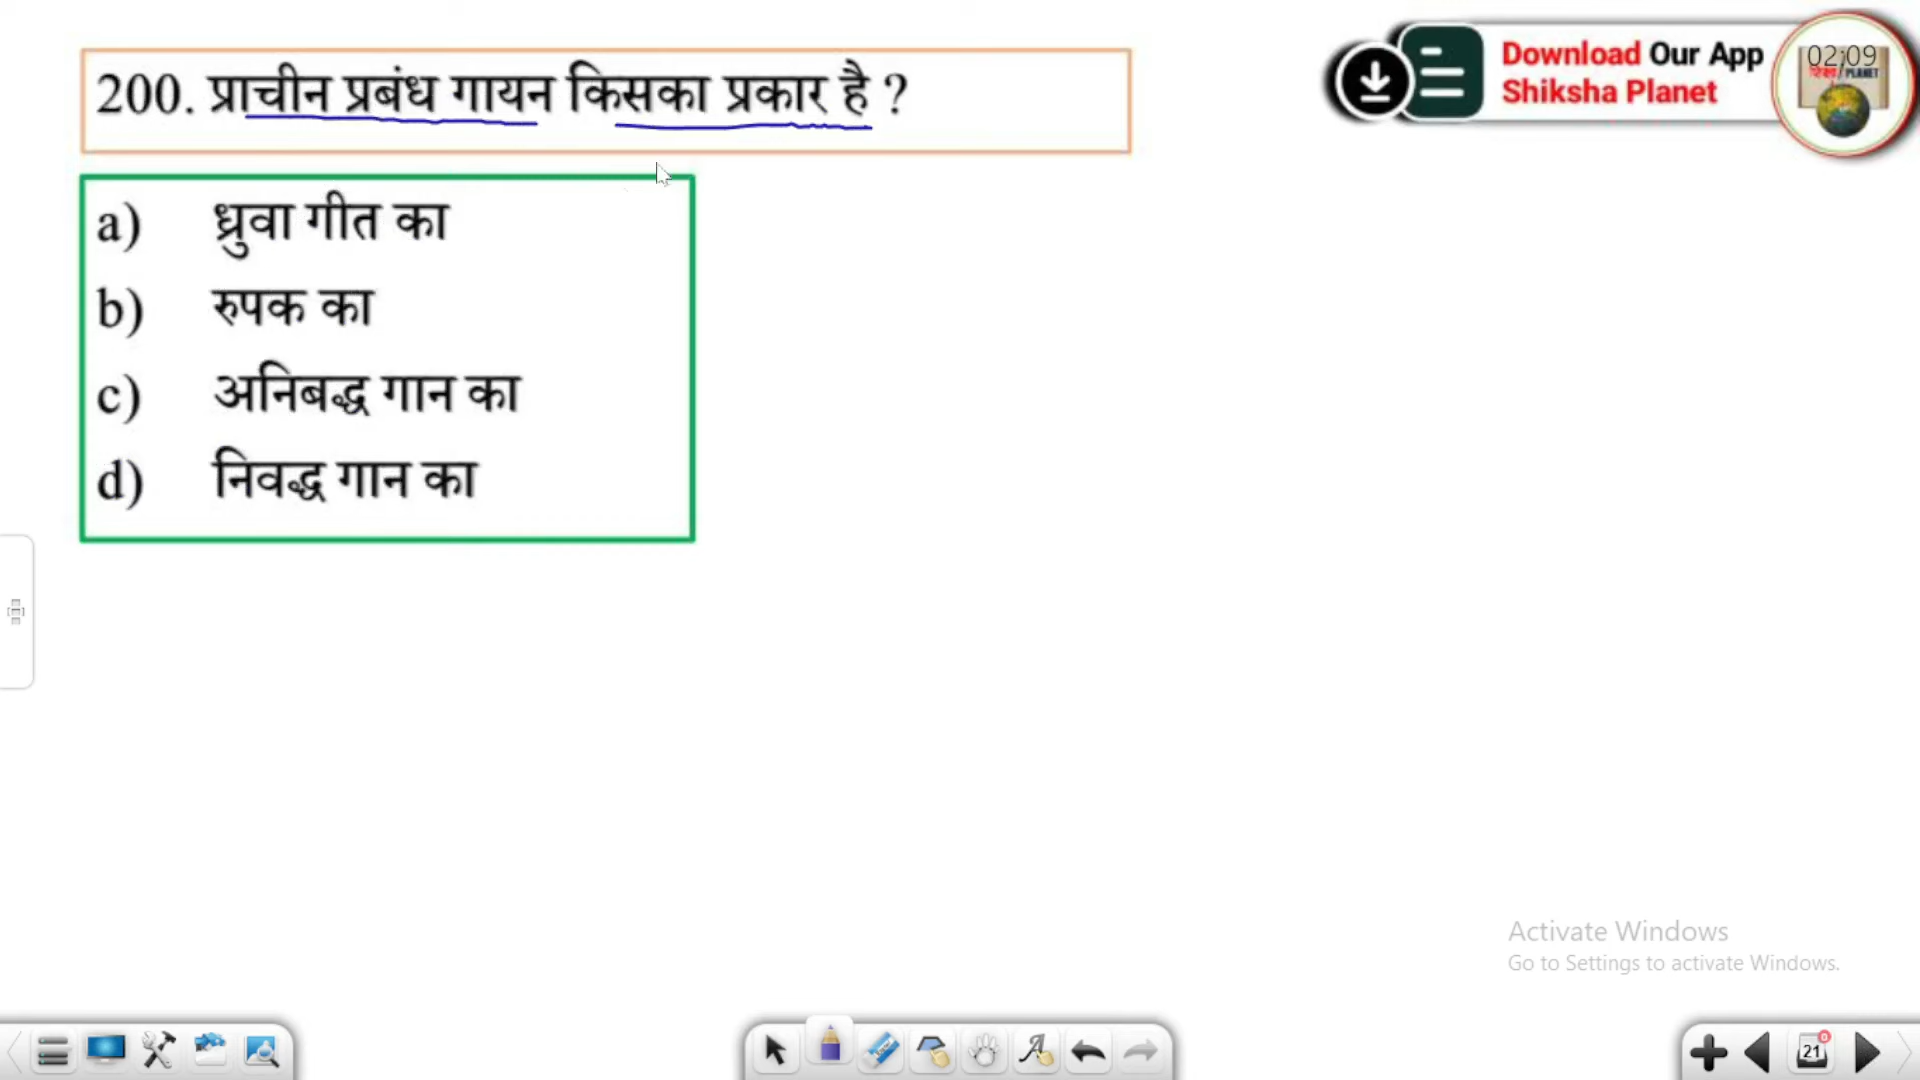 200. प्राचीन प्रबंध गायन किसका प्रकार है ?
a) ध्रुवा गीत का
b) रुपक का
c) अनिबद्ध गान का
d) निवद्ध गान का
Download Our App
Shiksha Planet
02:09
PLANET
Activate Windows
Go to Settings to activate Windows.
21